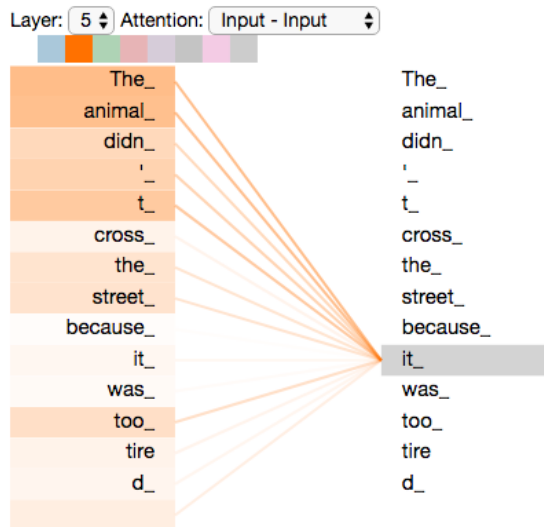 Layer: 5 Attention: Input - Input
The_ The_
animal_ animal_
didn_ didn_
'_ '_
t_ t_
cross_ cross_
the_ the_
street_ street_
because_ because_
it_ it_
was_ was_
too_ too_
tire tire
d_ d_